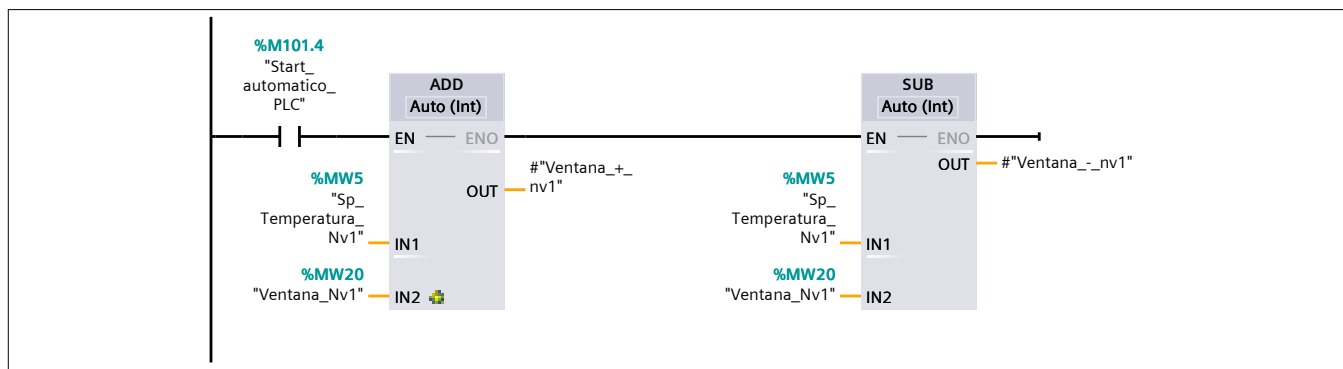 %M101.4
"Start_
automatico_
PLC"
ADD
Auto (Int)
EN
ENO
%MW5
"Sp_
Temperatura_
Nv1"
IN1
%MW20
"Ventana_Nv1"
IN2
OUT
#"Ventana_+_
nv1"
SUB
Auto (Int)
EN
ENO
%MW5
"Sp_
Temperatura_
Nv1"
IN1
%MW20
"Ventana_Nv1"
IN2
OUT
#"Ventana_-_nv1"